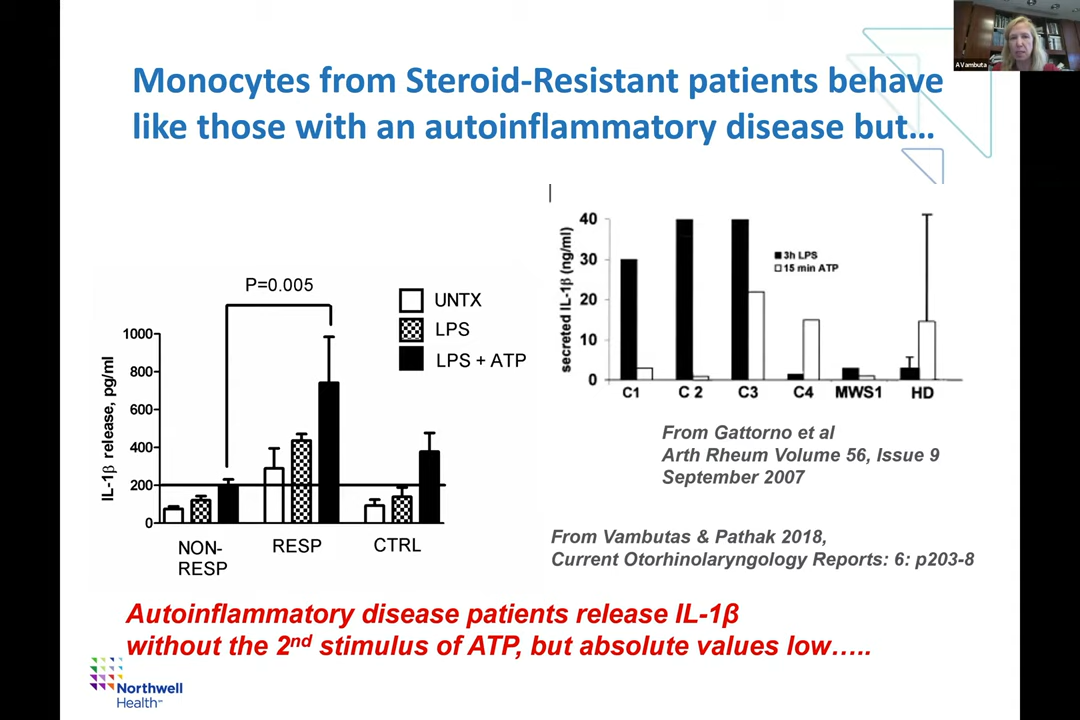 A Vambuta
Monocytes from Steroid-Resistant patients behave
like those with an autoinflammatory disease but…
P=0.005
UNTX
LPS
LPS + ATP
IL-1β release, pg/ml
1000
800
600
400
200
0
NON-
RESP
RESP
CTRL
secreted IL-1β (ng/ml)
40
30
20
10
0
3h LPS
15 min ATP
C1
C 2
C3
C4
MWS1
HD
From Gattorno et al
Arth Rheum Volume 56, Issue 9
September 2007
From Vambutas & Pathak 2018,
Current Otorhinolaryngology Reports: 6: p203-8
Autoinflammatory disease patients release IL-1β
without the 2nd stimulus of ATP, but absolute values low…..
Northwell
Health℠